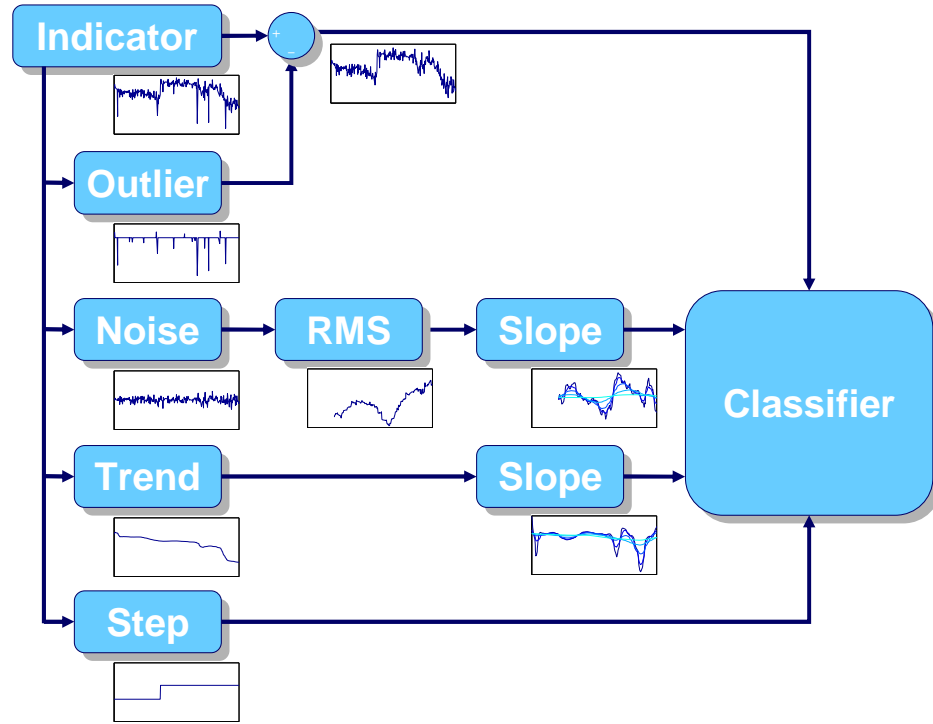 Indicator
+
−
Outlier
Noise
RMS
Slope
Classifier
Trend
Slope
Step